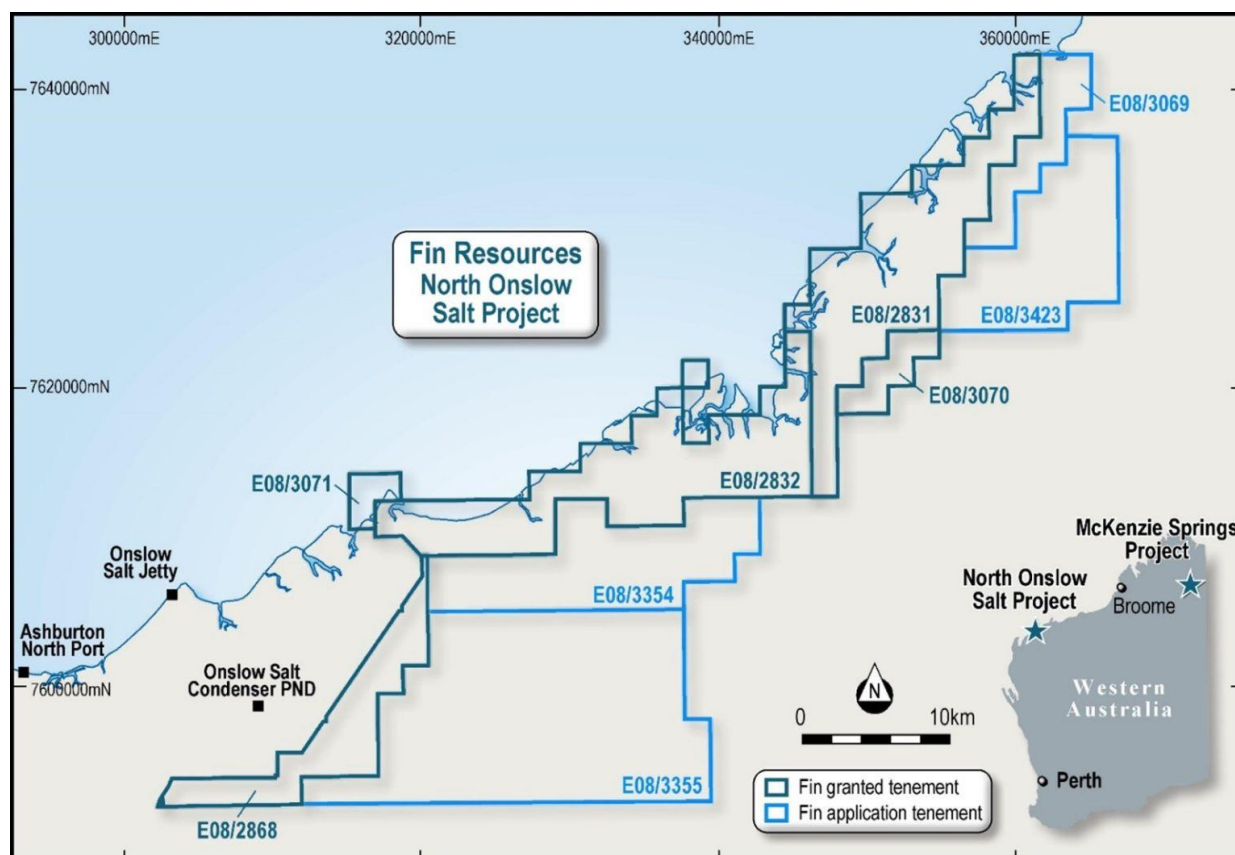 300000mE
320000mE
340000mE
360000mE
7640000mN
E08/3069
Fin Resources
North Onslow
Salt Project
E08/2831
E08/3423
7620000mN
E08/3070
E08/3071
E08/2832
Onslow
Salt Jetty
McKenzie Springs
Project
North Onslow
Salt Project
Broome
E08/3354
Ashburton
North Port
Onslow Salt
Condenser PND
7600000mN
N
0
10km
Western
Australia
E08/3355
Fin granted tenement
Fin application tenement
Perth
E08/2868